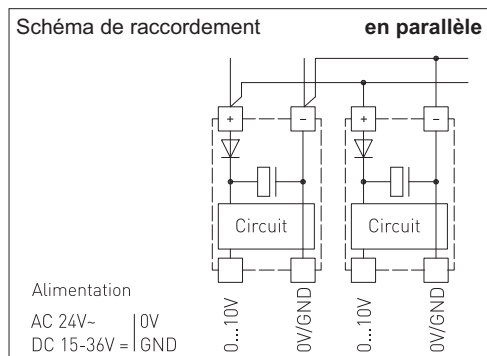 Schéma de raccordement en parallèle
+ − + −
Circuit Circuit
Alimentation
AC 24V~ 0V
DC 15-36V = GND
0...10V 0V/GND 0...10V 0V/GND